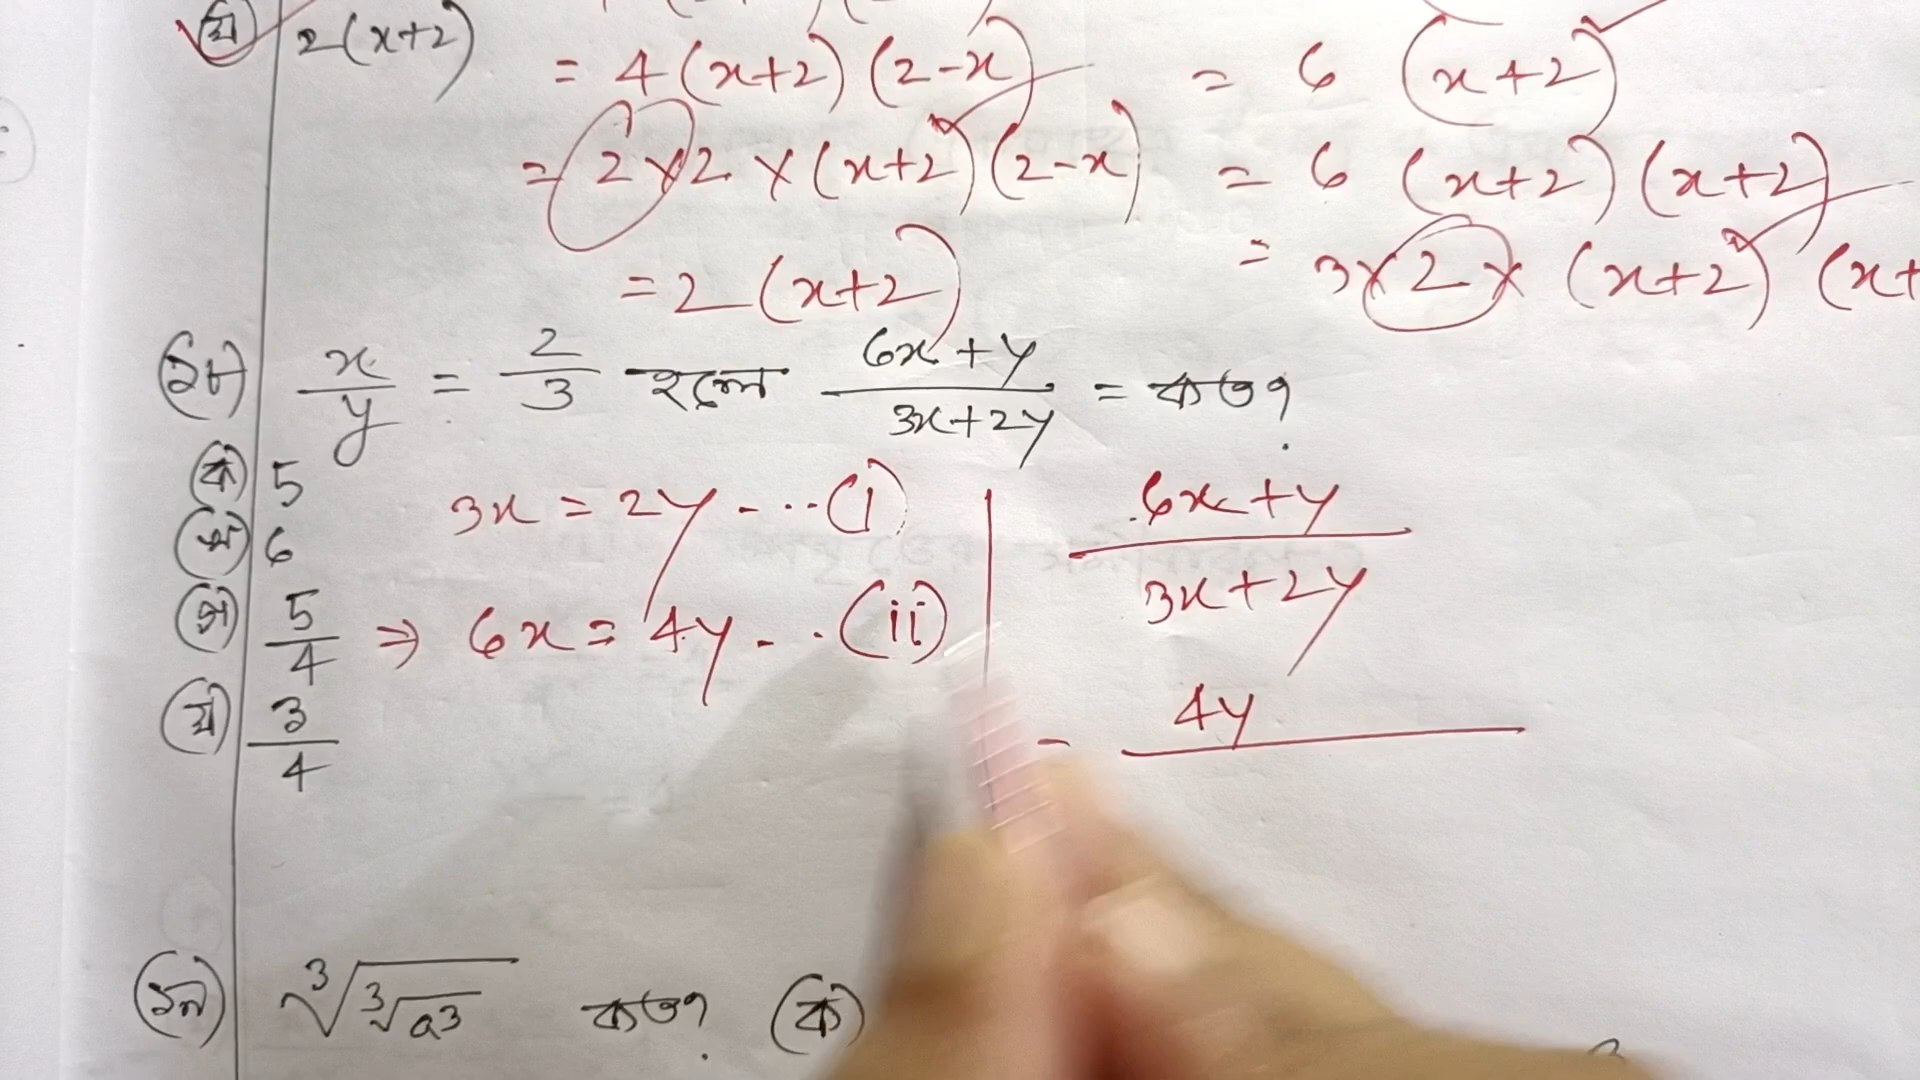 (ঘ) 2(x+2)
= 4(x+2)(2-x)
= 6(x+2)
= 2×2×(x+2)(2-x)
= 6(x+2)(x+2)
= 2(x+2)
= 3×2×(x+2)(x+
(১৮) x/y = 2/3 হলে 6x+y/3x+2y = কত?
(ক) 5
(খ) 6
(গ) 5/4
(ঘ) 3/4
3x = 2y - ... (i)
⇒ 6x = 4y - .. (ii)
6x+y/3x+2y
= 4y
(১৯) ∛∛a³ কত? (ক)